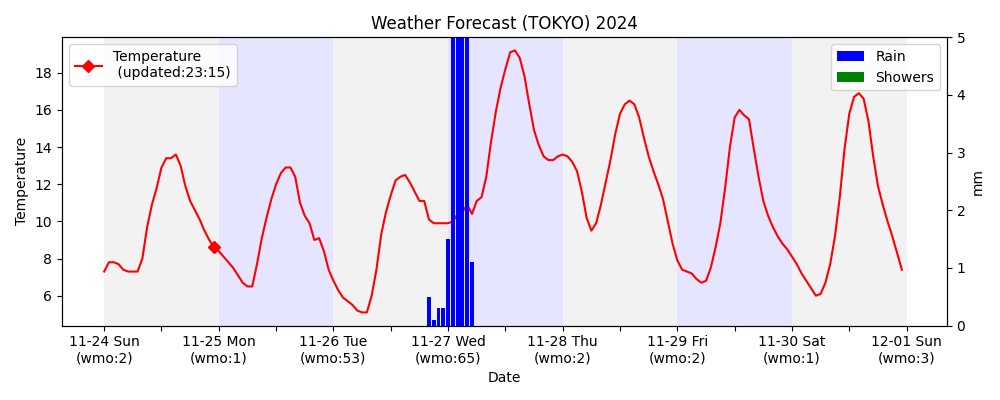 Weather Forecast (TOKYO) 2024
Temperature
(updated:23:15)
Rain
Showers
Temperature
18
16
14
12
10
8
6
5
4
3
2
1
0
mm
11-24 Sun 11-25 Mon 11-26 Tue 11-27 Wed 11-28 Thu 11-29 Fri 11-30 Sat 12-01 Sun
(wmo:2) (wmo:1) (wmo:53) (wmo:65) (wmo:2) (wmo:2) (wmo:1) (wmo:3)
Date